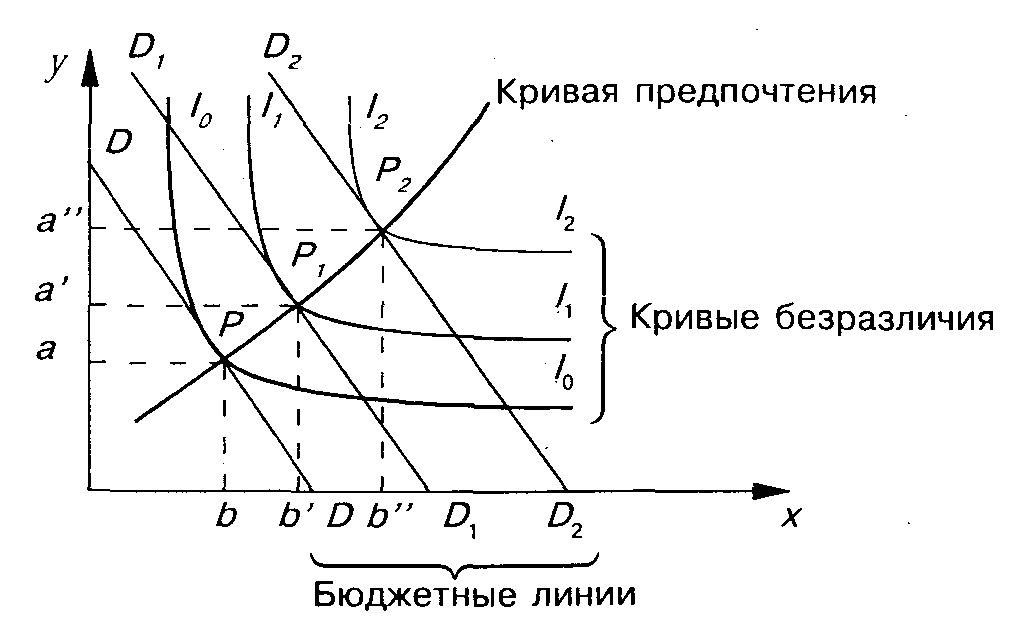 y D₁ D₂
I₀ I₁ I₂ Кривая предпочтения
D
P₂
a'' I₂
P₁
a' I₁
P Кривые безразличия
a I₀
b b' D b'' D₁ D₂ x
Бюджетные линии